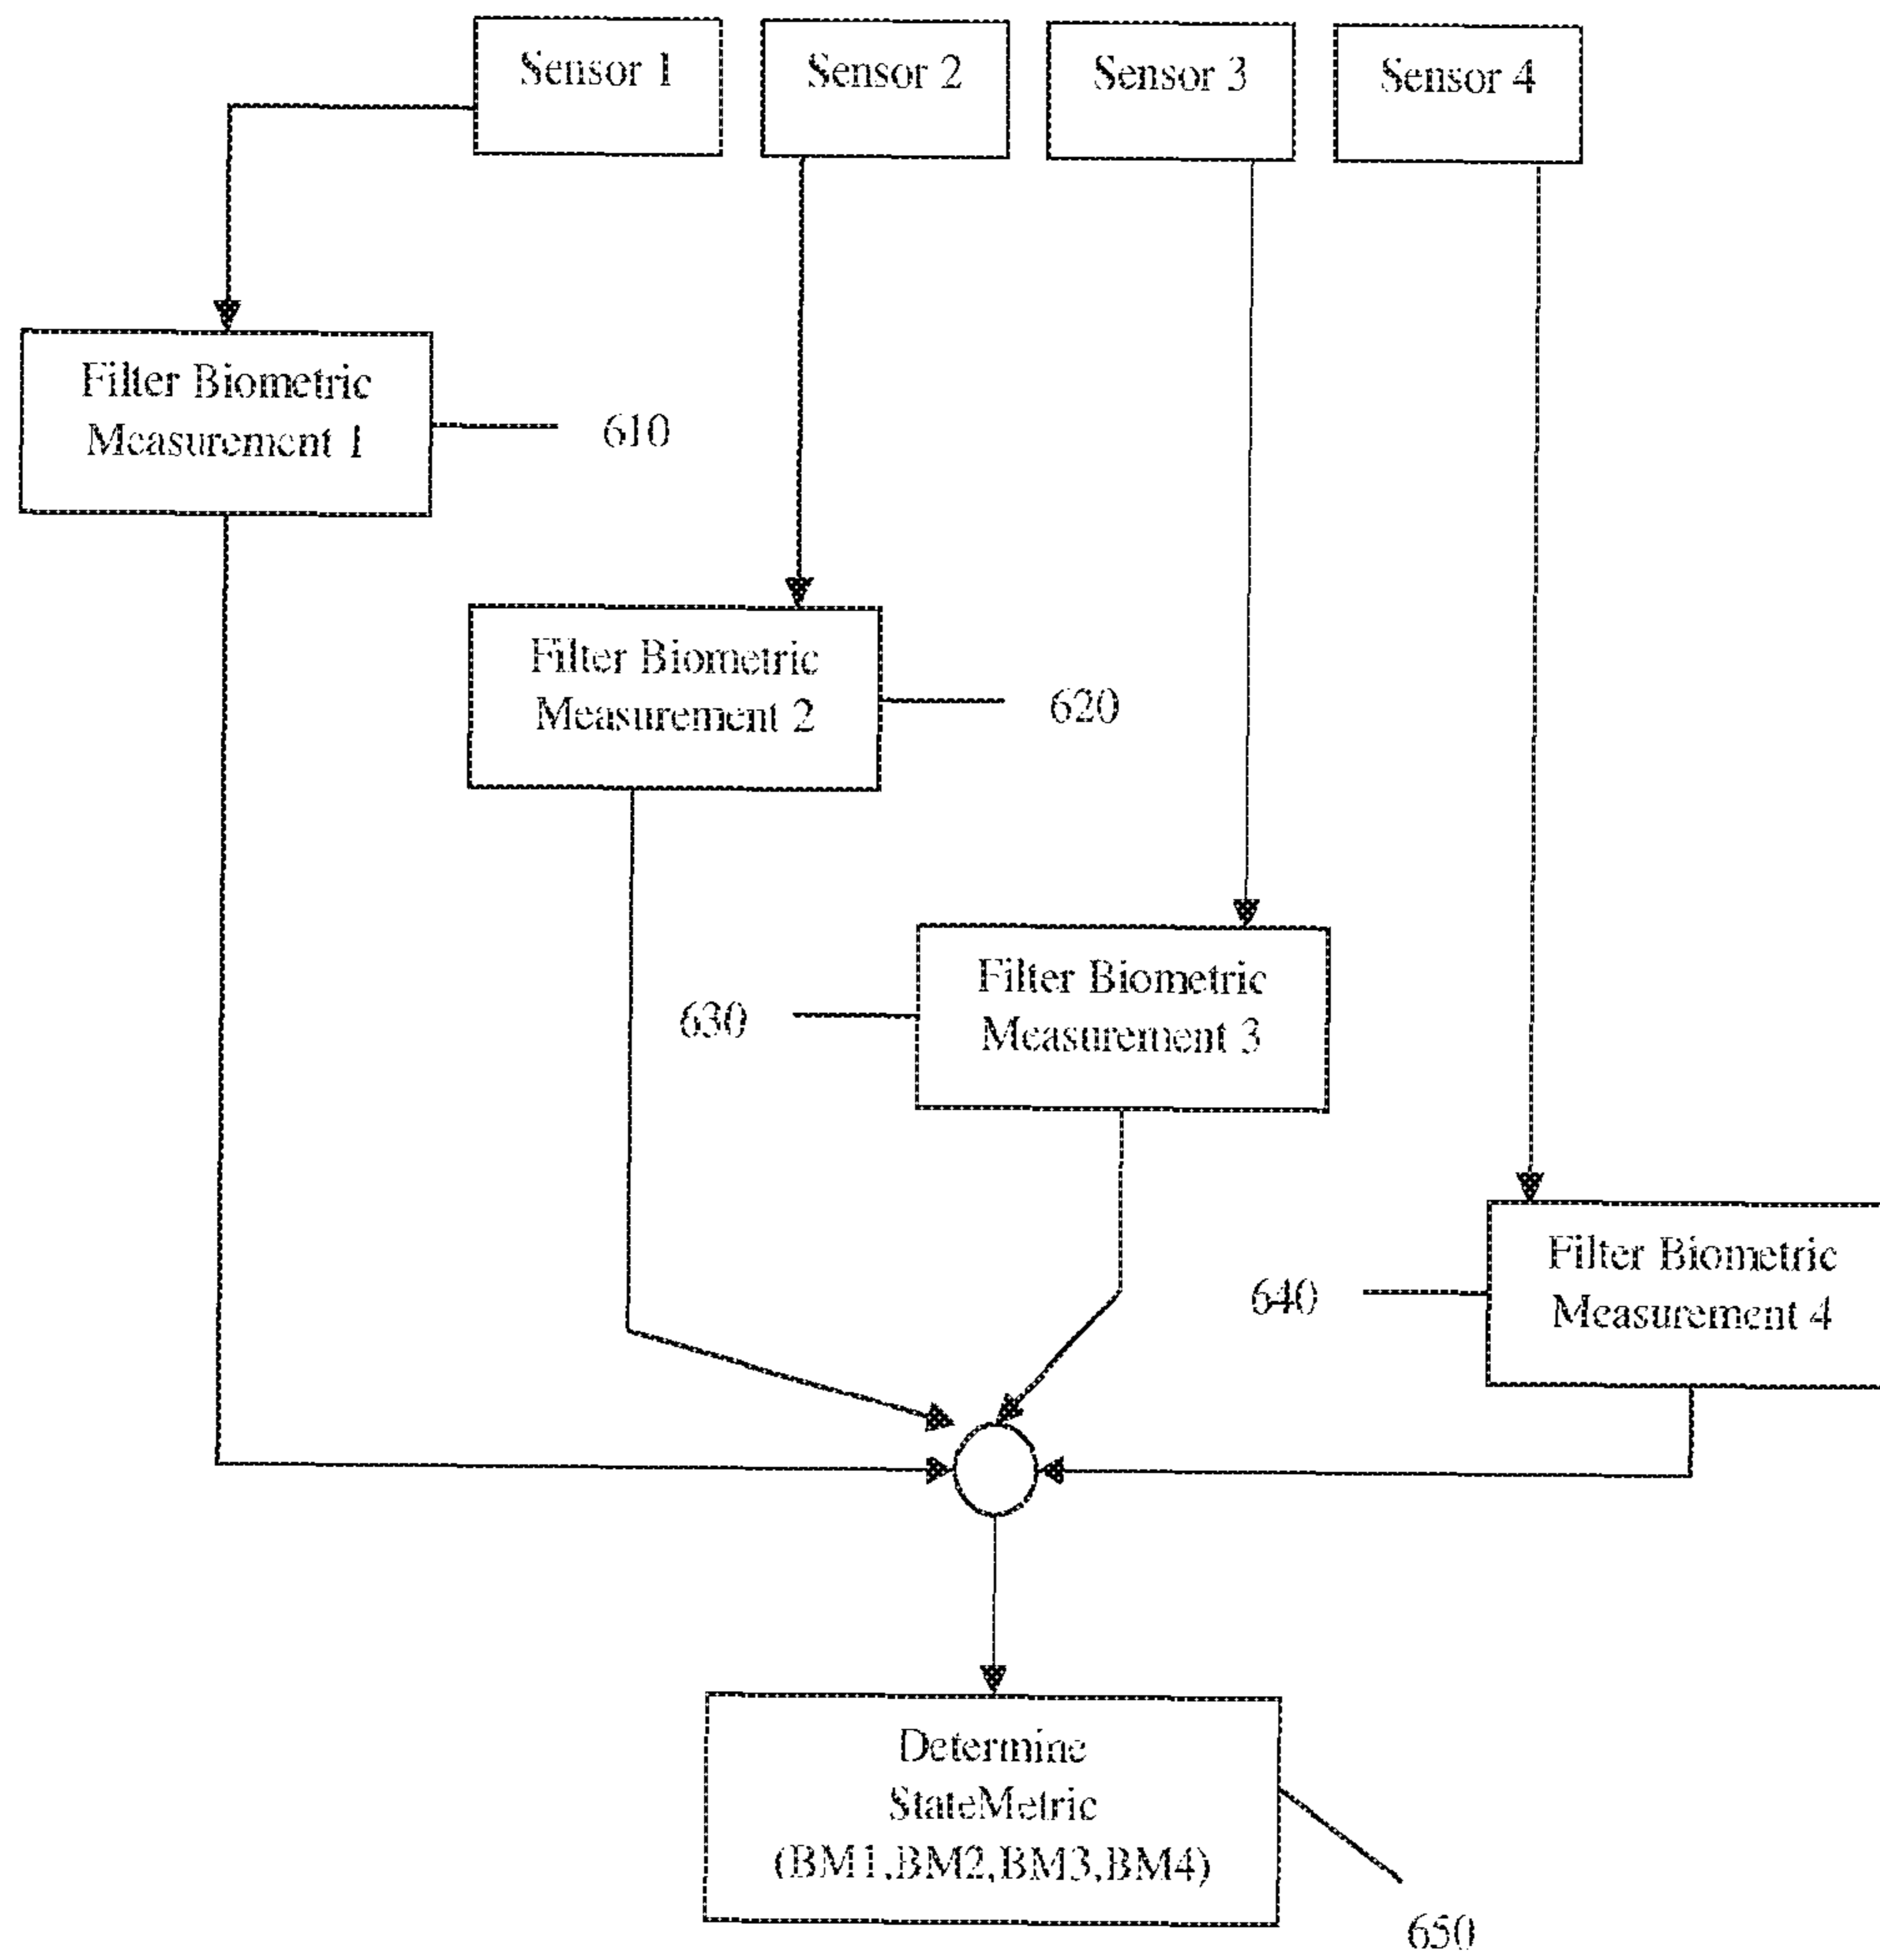 Sensor 1
Sensor 2
Sensor 3
Sensor 4
Filter Biometric
Measurement 1
610
Filter Biometric
Measurement 2
620
Filter Biometric
Measurement 3
630
Filter Biometric
Measurement 4
640
Determine
StateMetric
(BM1,BM2,BM3,BM4)
650